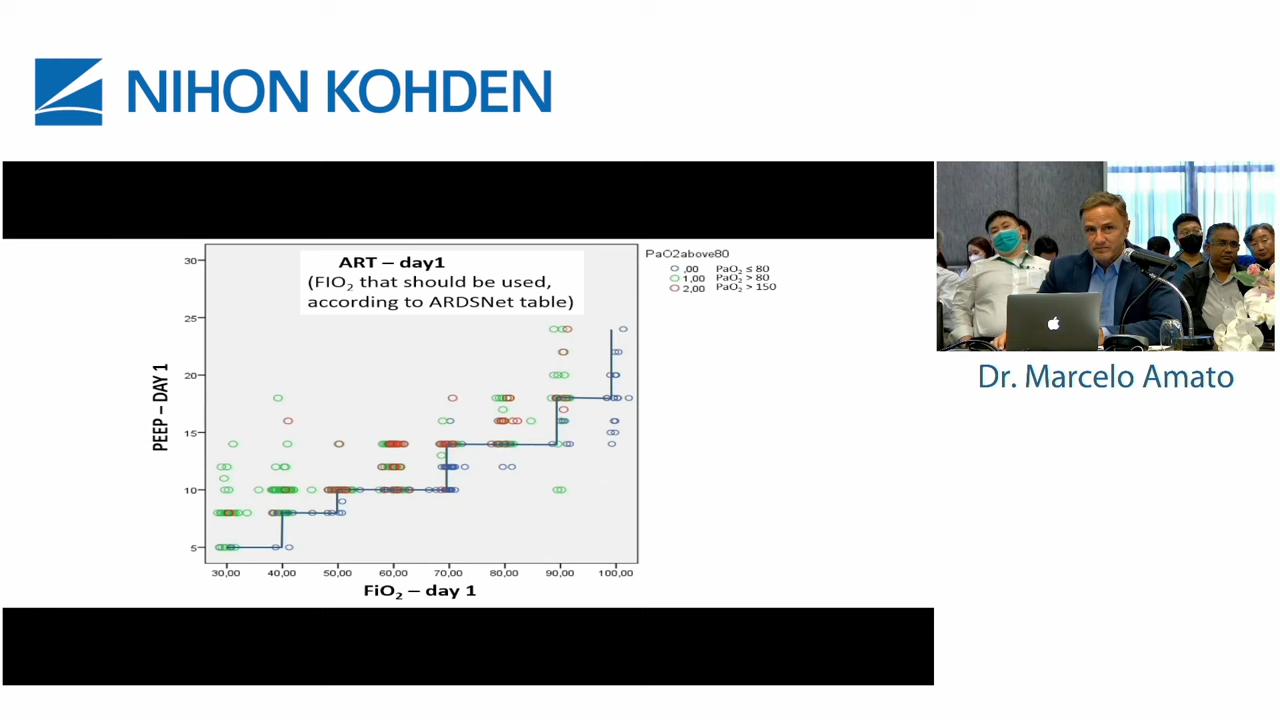 NIHON KOHDEN
ART – day1
(FIO₂ that should be used,
according to ARDSNet table)
PaO2above80
,00 PaO₂ ≤ 80
1,00 PaO₂ > 80
2,00 PaO₂ > 150
30
25
20
15
10
5
PEEP – DAY 1
30,00 40,00 50,00 60,00 70,00 80,00 90,00 100,00
FiO₂ – day 1
Dr. Marcelo Amato